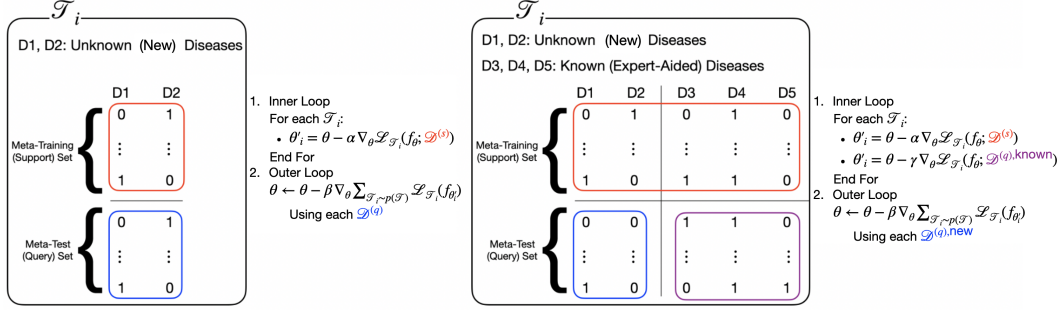 𝒯i
D1, D2: Unknown (New) Diseases
D1 D2
Meta-Training
(Support) Set
0 1
⋮ ⋮
1 0
Meta-Test
(Query) Set
0 1
⋮ ⋮
1 0
1. Inner Loop
For each 𝒯i:
• θ′i = θ − α∇θℒ𝒯i(fθ; 𝒟(s))
End For
2. Outer Loop
θ ← θ − β∇θ∑𝒯i∼p(𝒯) ℒ𝒯i(fθ′i)
Using each 𝒟(q)
𝒯i
D1, D2: Unknown (New) Diseases
D3, D4, D5: Known (Expert-Aided) Diseases
D1 D2 D3 D4 D5
Meta-Training
(Support) Set
0 1 0 1 0
⋮ ⋮ ⋮ ⋮ ⋮
1 0 1 1 0
Meta-Test
(Query) Set
0 0 1 1 0
⋮ ⋮ ⋮ ⋮ ⋮
1 0 0 1 1
1. Inner Loop
For each 𝒯i:
• θ′i = θ − α∇θℒ𝒯i(fθ; 𝒟(s))
• θ′i = θ − γ∇θℒ𝒯i(fθ; 𝒟(q),known)
End For
2. Outer Loop
θ ← θ − β∇θ∑𝒯i∼p(𝒯) ℒ𝒯i(fθ′i)
Using each 𝒟(q),new